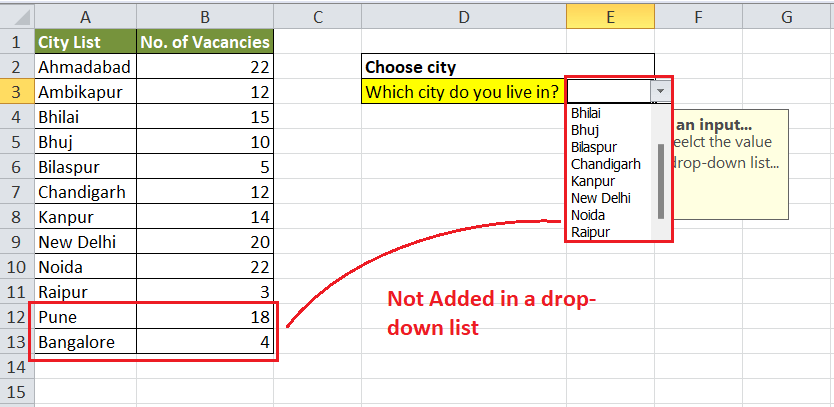 A B C D E F G
1 City List No. of Vacancies
2 Ahmadabad 22 Choose city
3 Ambikapur 12 Which city do you live in?
4 Bhilai 15
5 Bhuj 10
6 Bilaspur 5
7 Chandigarh 12
8 Kanpur 14
9 New Delhi 20
10 Noida 22
11 Raipur 3
12 Pune 18
13 Bangalore 4
14
15
Bhilai
Bhuj
Bilaspur
Chandigarh
Kanpur
New Delhi
Noida
Raipur
an input...
eelct the value
drop-down list...
Not Added in a drop-
down list